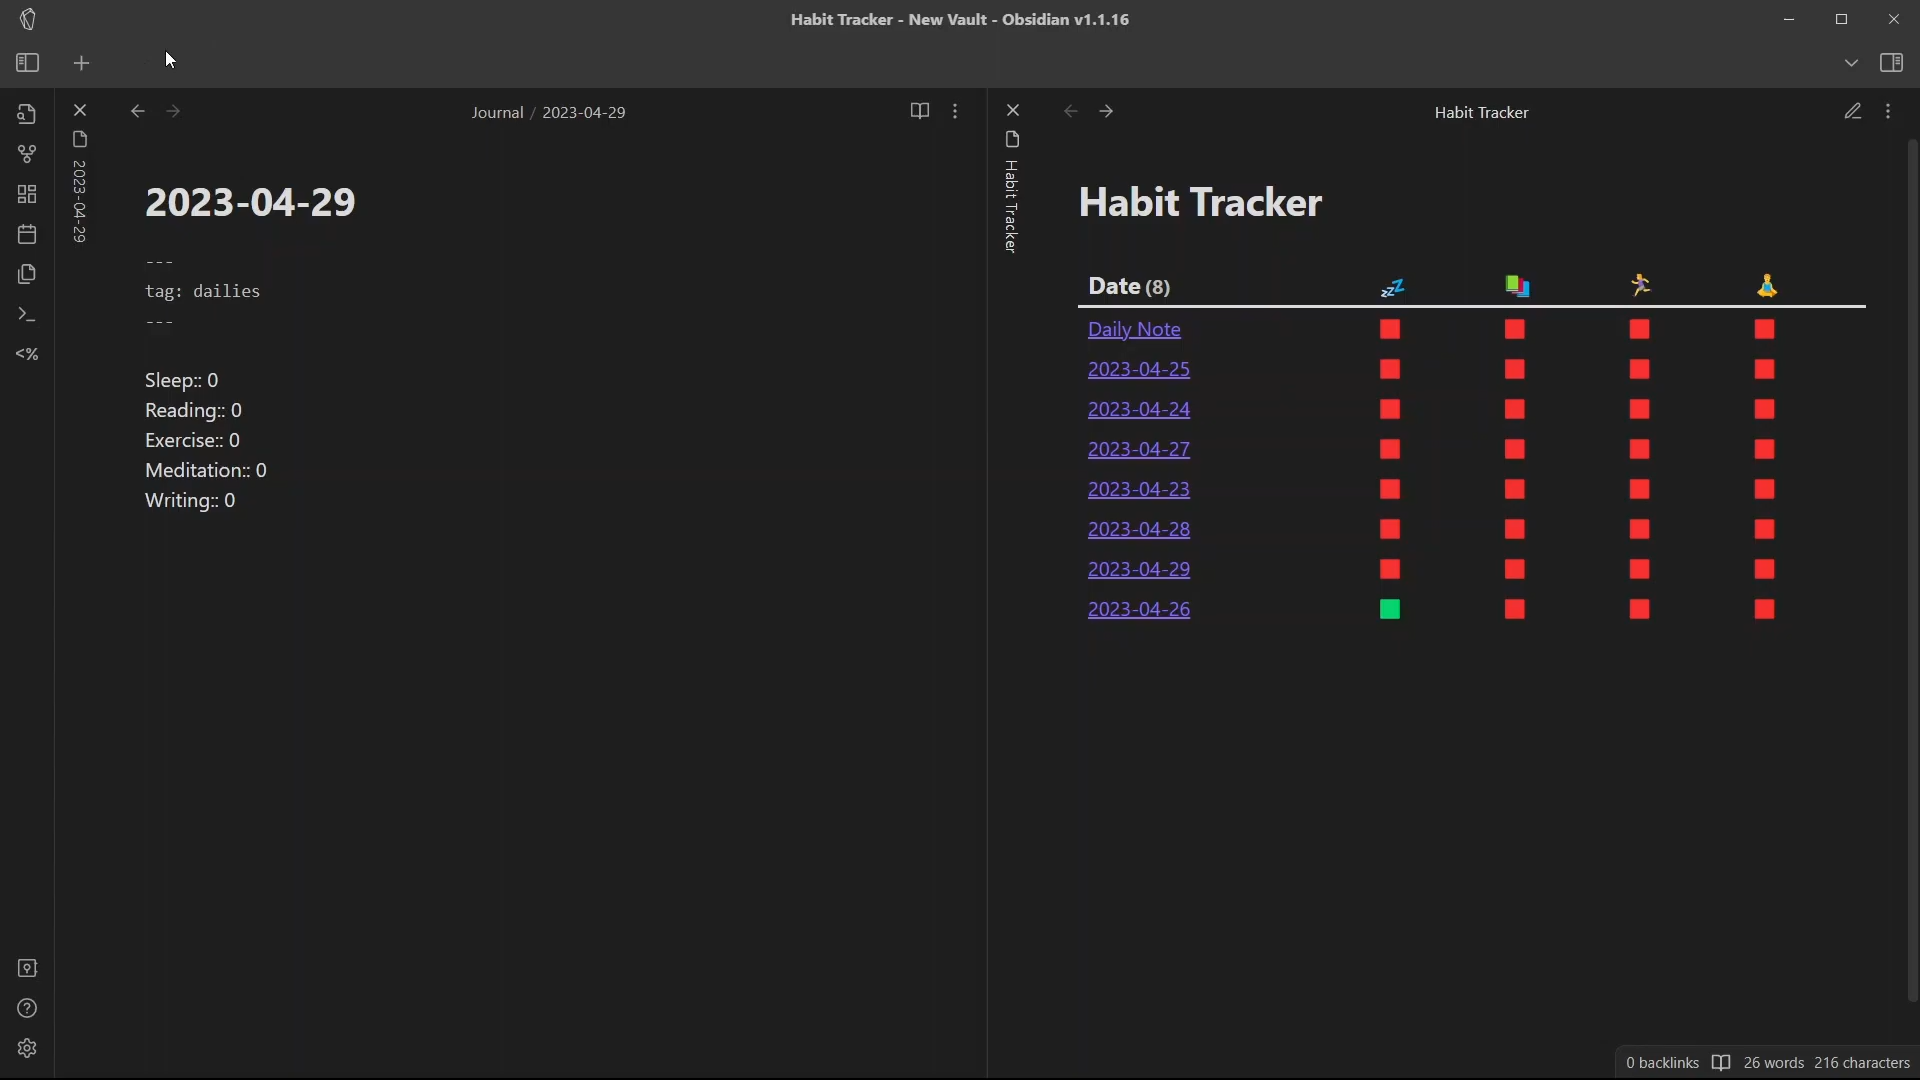 Habit Tracker - New Vault - Obsidian v1.1.16
Journal / 2023-04-29
2023-04-29
2023-04-29
---
tag: dailies
---
Sleep:: 0
Reading:: 0
Exercise:: 0
Meditation:: 0
Writing:: 0
Habit Tracker
Habit Tracker
Habit Tracker
Date (8) 💤 📚 🏃‍♀️ 🧘
Daily Note
2023-04-25
2023-04-24
2023-04-27
2023-04-23
2023-04-28
2023-04-29
2023-04-26
<%
0 backlinks 26 words 216 characters